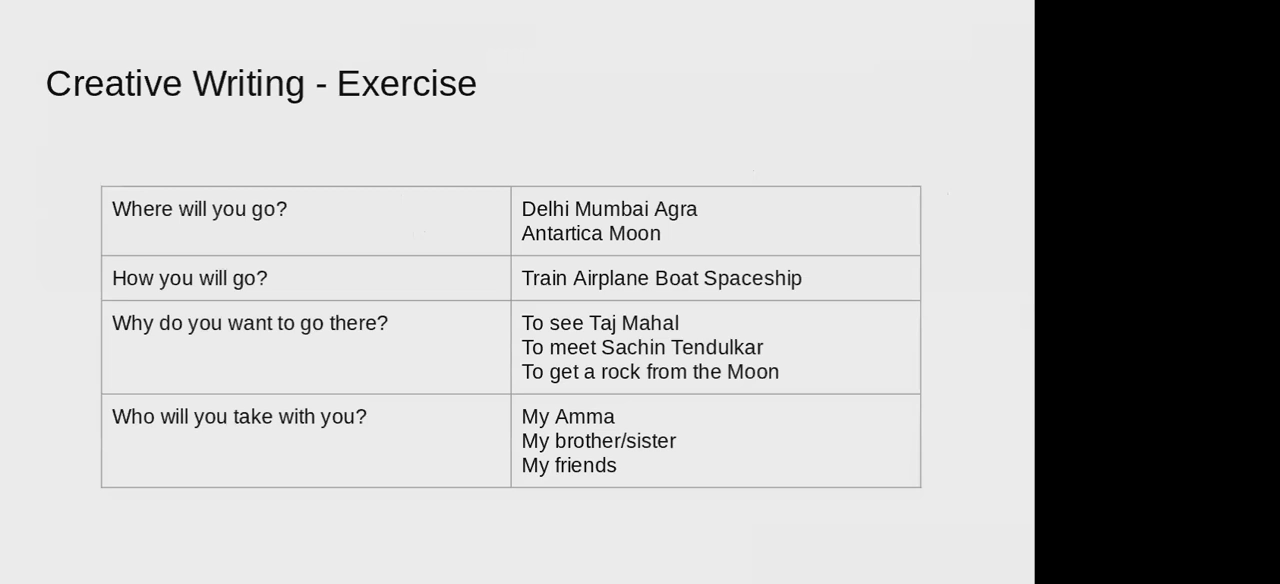 Creative Writing - Exercise
Where will you go?
Delhi Mumbai Agra
Antartica Moon
How you will go?
Train Airplane Boat Spaceship
Why do you want to go there?
To see Taj Mahal
To meet Sachin Tendulkar
To get a rock from the Moon
Who will you take with you?
My Amma
My brother/sister
My friends